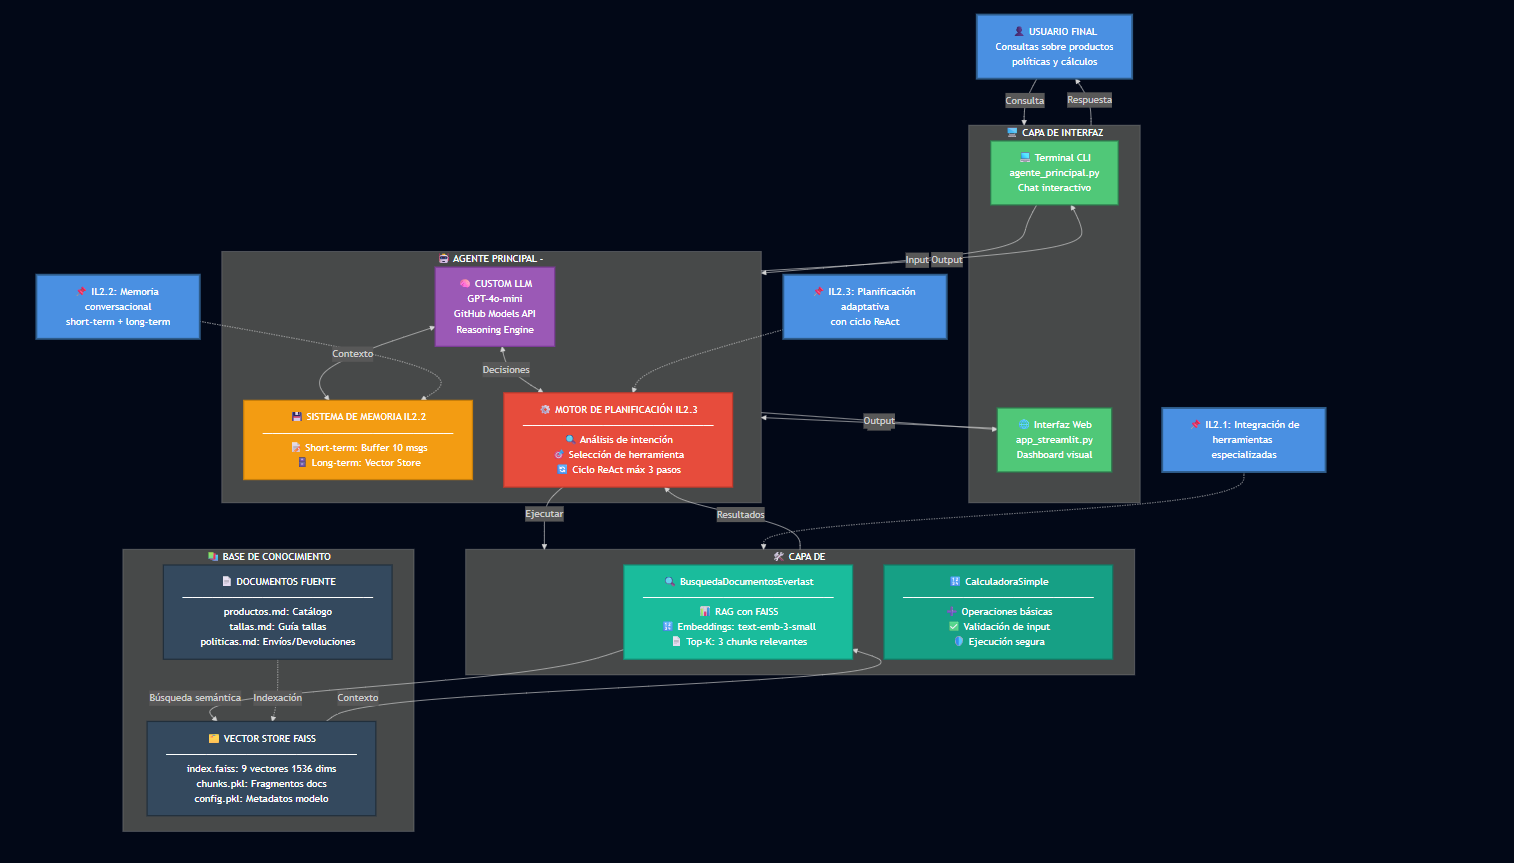 👤 USUARIO FINAL
Consultas sobre productos
políticas y cálculos
Consulta
Respuesta
🖥️ CAPA DE INTERFAZ
💻 Terminal CLI
agente_principal.py
Chat interactivo
Input
Output
🤖 AGENTE PRINCIPAL -
🧠 CUSTOM LLM
GPT-4o-mini
GitHub Models API
Reasoning Engine
📌 IL2.2: Memoria
conversacional
short-term + long-term
📌 IL2.3: Planificación
adaptativa
con ciclo ReAct
Contexto
Decisiones
💾 SISTEMA DE MEMORIA IL2.2
📝 Short-term: Buffer 10 msgs
🗄️ Long-term: Vector Store
⚙️ MOTOR DE PLANIFICACIÓN IL2.3
🔍 Análisis de intención
🎯 Selección de herramienta
🔄 Ciclo ReAct máx 3 pasos
Output
🌐 Interfaz Web
app_streamlit.py
Dashboard visual
📌 IL2.1: Integración de
herramientas
especializadas
Ejecutar
Resultados
📚 BASE DE CONOCIMIENTO
📄 DOCUMENTOS FUENTE
productos.md: Catálogo
tallas.md: Guía tallas
politicas.md: Envíos/Devoluciones
🛠️ CAPA DE
🔍 BusquedaDocumentosEverlast
📊 RAG con FAISS
🔢 Embeddings: text-emb-3-small
📄 Top-K: 3 chunks relevantes
🔢 CalculadoraSimple
➕ Operaciones básicas
✅ Validación de input
🛡️ Ejecución segura
Búsqueda semántica
Indexación
Contexto
🗂️ VECTOR STORE FAISS
index.faiss: 9 vectores 1536 dims
chunks.pkl: Fragmentos docs
config.pkl: Metadatos modelo